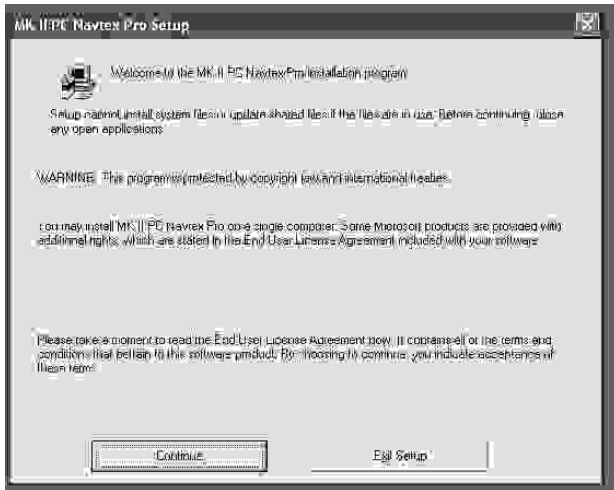 MK II PC Navtex Pro Setup
Welcome to the MK II PC Navtex Pro installation program
Setup cannot install system files or update shared files if the files are in use. Before continuing, close
any open applications
WARNING: This program is protected by copyright law and international treaties.
You may install MK II PC Navtex Pro on a single computer. Some Microsoft products are provided with
additional rights, which are stated in the End User License Agreement included with your software
Please take a moment to read the End User License Agreement now. It contains all of the terms and
conditions that pertain to this software product. By choosing to continue, you indicate acceptance of
these terms
Continue
Exit Setup